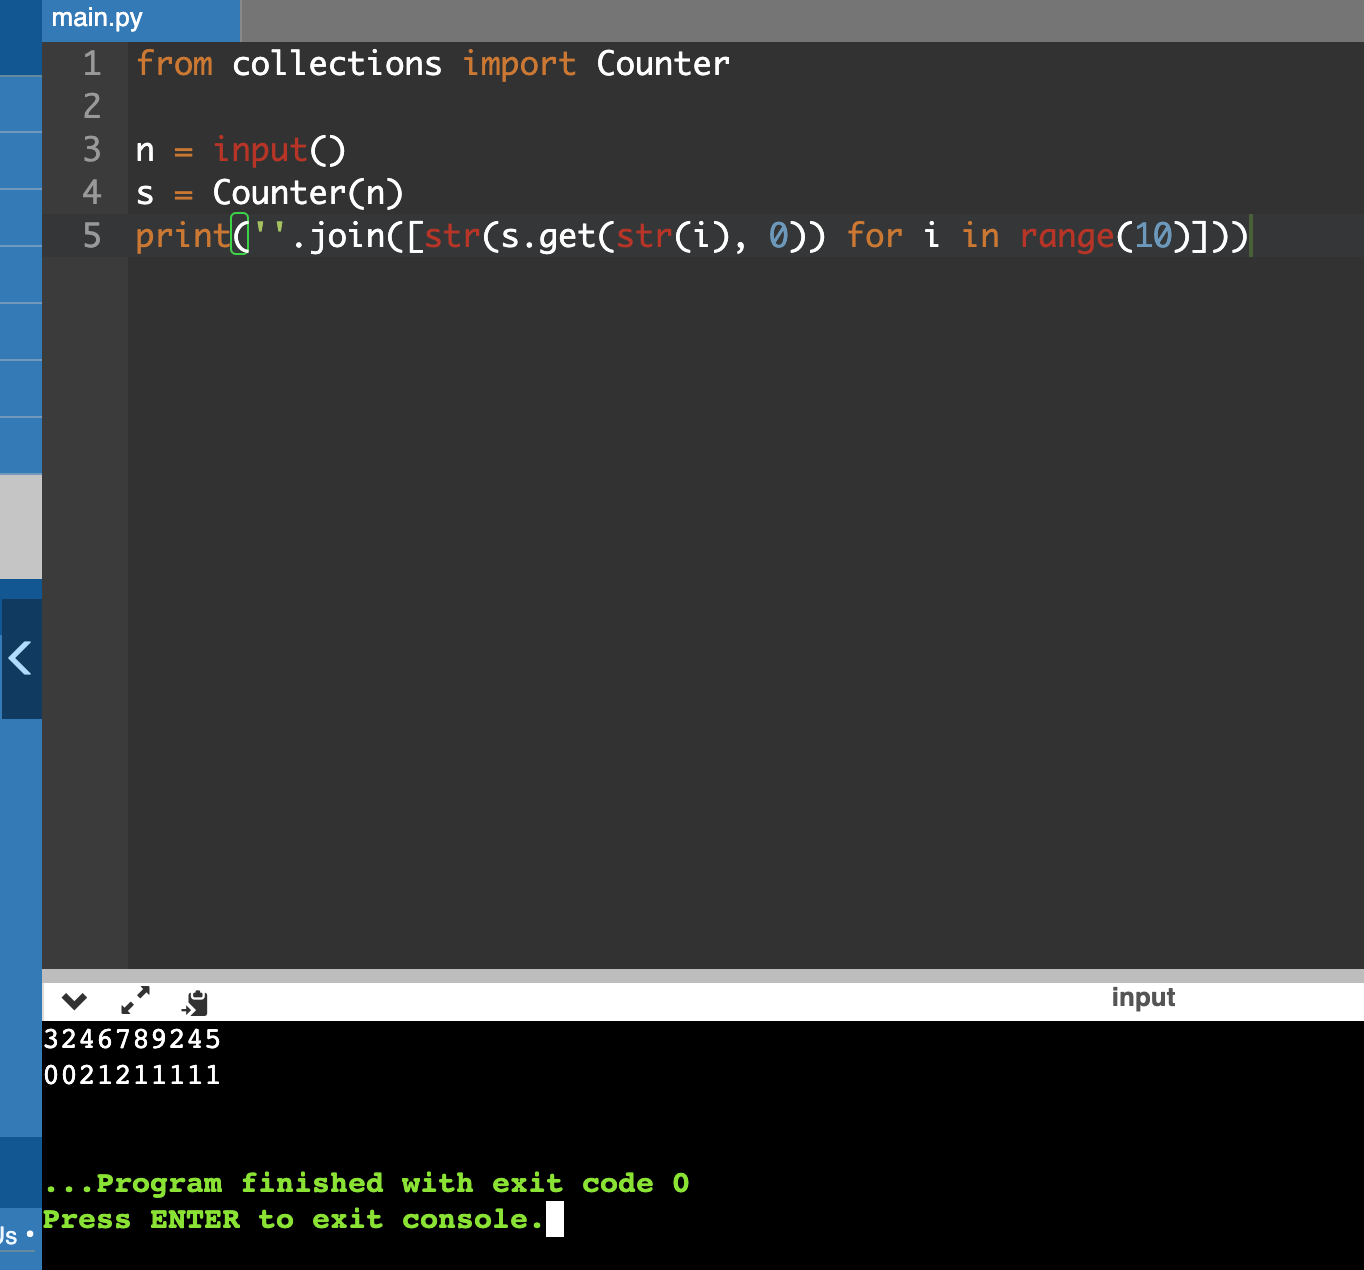 main.py
1 from collections import Counter
2
3 n = input()
4 s = Counter(n)
5 print(''.join([str(s.get(str(i), 0)) for i in range(10)]))
input
3246789245
0021211111
...Program finished with exit code 0
Press ENTER to exit console.